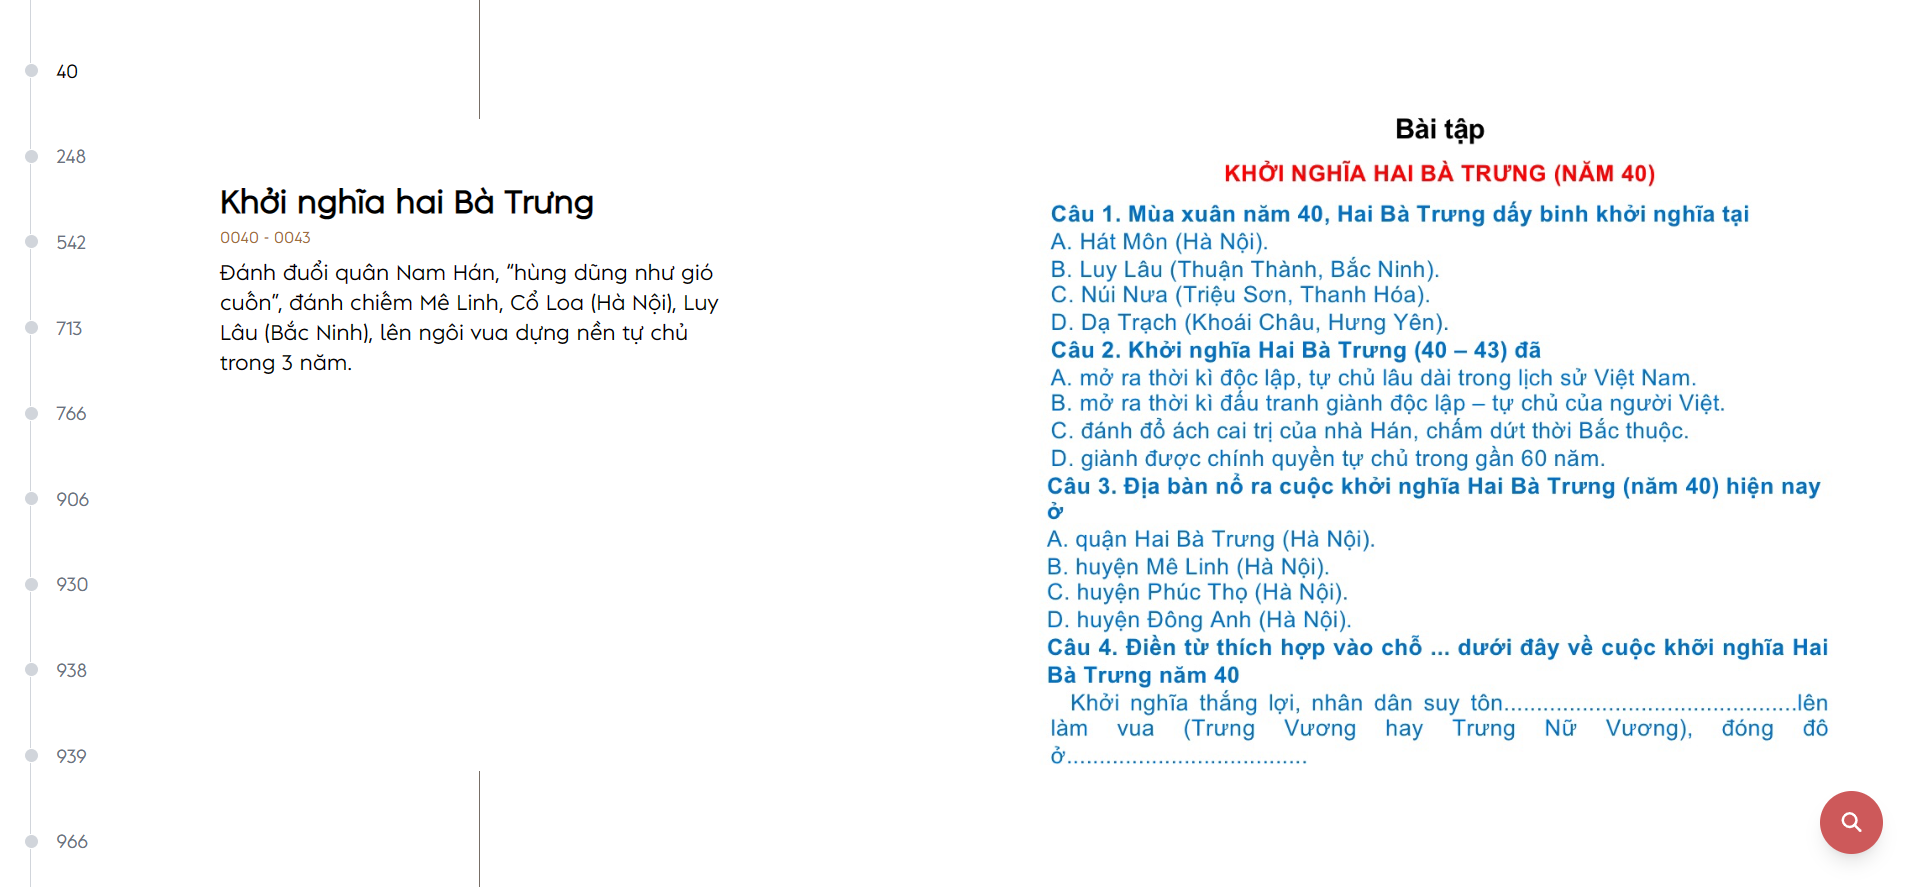 40
248
542
713
766
906
930
938
939
966
Khởi nghĩa hai Bà Trưng
0040 - 0043
Đánh đuổi quân Nam Hán, “hùng dũng như gió
cuốn”, đánh chiếm Mê Linh, Cổ Loa (Hà Nội), Luy
Lâu (Bắc Ninh), lên ngôi vua dựng nền tự chủ
trong 3 năm.
Bài tập
KHỞI NGHĨA HAI BÀ TRƯNG (NĂM 40)
Câu 1. Mùa xuân năm 40, Hai Bà Trưng dấy binh khởi nghĩa tại
A. Hát Môn (Hà Nội).
B. Luy Lâu (Thuận Thành, Bắc Ninh).
C. Núi Nưa (Triệu Sơn, Thanh Hóa).
D. Dạ Trạch (Khoái Châu, Hưng Yên).
Câu 2. Khởi nghĩa Hai Bà Trưng (40 – 43) đã
A. mở ra thời kì độc lập, tự chủ lâu dài trong lịch sử Việt Nam.
B. mở ra thời kì đấu tranh giành độc lập – tự chủ của người Việt.
C. đánh đổ ách cai trị của nhà Hán, chấm dứt thời Bắc thuộc.
D. giành được chính quyền tự chủ trong gần 60 năm.
Câu 3. Địa bàn nổ ra cuộc khởi nghĩa Hai Bà Trưng (năm 40) hiện nay
ở
A. quận Hai Bà Trưng (Hà Nội).
B. huyện Mê Linh (Hà Nội).
C. huyện Phúc Thọ (Hà Nội).
D. huyện Đông Anh (Hà Nội).
Câu 4. Điền từ thích hợp vào chỗ ... dưới đây về cuộc khỡi nghĩa Hai
Bà Trưng năm 40
Khởi nghĩa thắng lợi, nhân dân suy tôn.............................................lên
làm vua (Trưng Vương hay Trưng Nữ Vương), đóng đô
ở.....................................